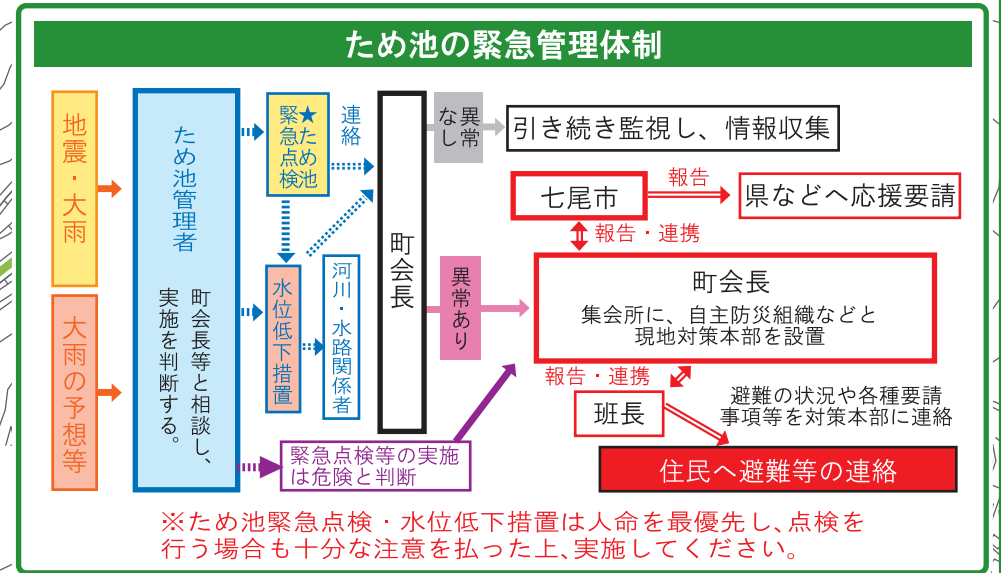 ため池の緊急管理体制
地震・大雨
大雨の予想等
ため池管理者
町会長等と相談し、
実施を判断する。
★ため池
緊急点検
連絡
水位低下措置
河川・水路関係者
緊急点検等の実施
は危険と判断
町会長
異常
なし
引き続き監視し、情報収集
異常あり
七尾市
報告
県などへ応援要請
報告・連携
町会長
集会所に、自主防災組織などと
現地対策本部を設置
報告・連携
班長
避難の状況や各種要請
事項等を対策本部に連絡
住民へ避難等の連絡
※ため池緊急点検・水位低下措置は人命を最優先し、点検を
行う場合も十分な注意を払った上、実施してください。